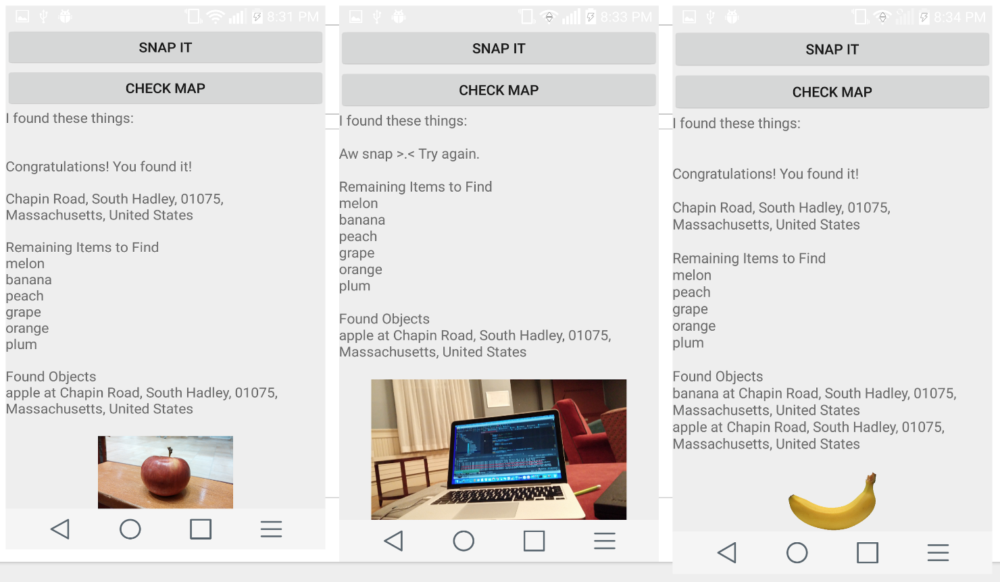 8:31 PM
SNAP IT
CHECK MAP
I found these things:
Congratulations! You found it!
Chapin Road, South Hadley, 01075,
Massachusetts, United States
Remaining Items to Find
melon
banana
peach
grape
orange
plum
Found Objects
apple at Chapin Road, South Hadley, 01075,
Massachusetts, United States
8:33 PM
SNAP IT
CHECK MAP
I found these things:
Aw snap >.< Try again.
Remaining Items to Find
melon
banana
peach
grape
orange
plum
Found Objects
apple at Chapin Road, South Hadley, 01075,
Massachusetts, United States
8:34 PM
SNAP IT
CHECK MAP
I found these things:
Congratulations! You found it!
Chapin Road, South Hadley, 01075,
Massachusetts, United States
Remaining Items to Find
melon
peach
grape
orange
plum
Found Objects
banana at Chapin Road, South Hadley, 01075,
Massachusetts, United States
apple at Chapin Road, South Hadley, 01075,
Massachusetts, United States